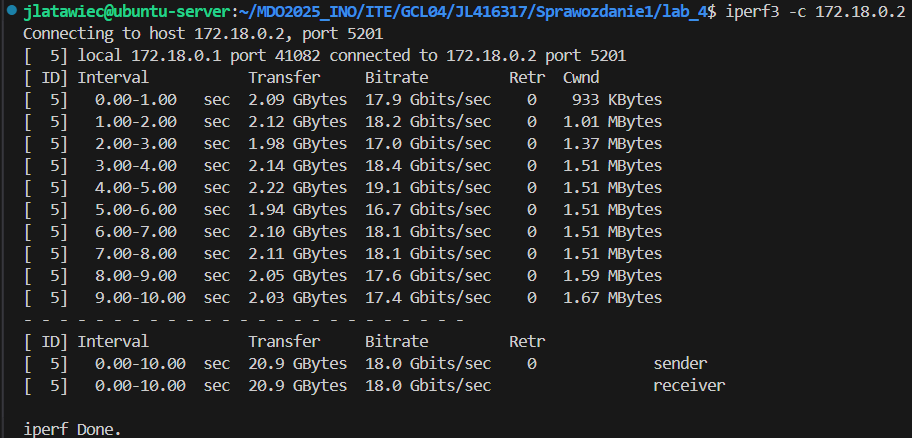 jlatawiec@ubuntu-server:~/MDO2025_INO/ITE/GCL04/JL416317/Sprawozdanie1/lab_4$ iperf3 -c 172.18.0.2
Connecting to host 172.18.0.2, port 5201
[  5] local 172.18.0.1 port 41082 connected to 172.18.0.2 port 5201
[ ID] Interval           Transfer     Bitrate         Retr  Cwnd
[  5]   0.00-1.00   sec  2.09 GBytes  17.9 Gbits/sec    0    933 KBytes
[  5]   1.00-2.00   sec  2.12 GBytes  18.2 Gbits/sec    0   1.01 MBytes
[  5]   2.00-3.00   sec  1.98 GBytes  17.0 Gbits/sec    0   1.37 MBytes
[  5]   3.00-4.00   sec  2.14 GBytes  18.4 Gbits/sec    0   1.51 MBytes
[  5]   4.00-5.00   sec  2.22 GBytes  19.1 Gbits/sec    0   1.51 MBytes
[  5]   5.00-6.00   sec  1.94 GBytes  16.7 Gbits/sec    0   1.51 MBytes
[  5]   6.00-7.00   sec  2.10 GBytes  18.1 Gbits/sec    0   1.51 MBytes
[  5]   7.00-8.00   sec  2.11 GBytes  18.1 Gbits/sec    0   1.51 MBytes
[  5]   8.00-9.00   sec  2.05 GBytes  17.6 Gbits/sec    0   1.59 MBytes
[  5]   9.00-10.00  sec  2.03 GBytes  17.4 Gbits/sec    0   1.67 MBytes
- - - - - - - - - - - - - - - - - - - - - - - - -
[ ID] Interval           Transfer     Bitrate         Retr
[  5]   0.00-10.00  sec  20.9 GBytes  18.0 Gbits/sec    0             sender
[  5]   0.00-10.00  sec  20.9 GBytes  18.0 Gbits/sec                  receiver
iperf Done.